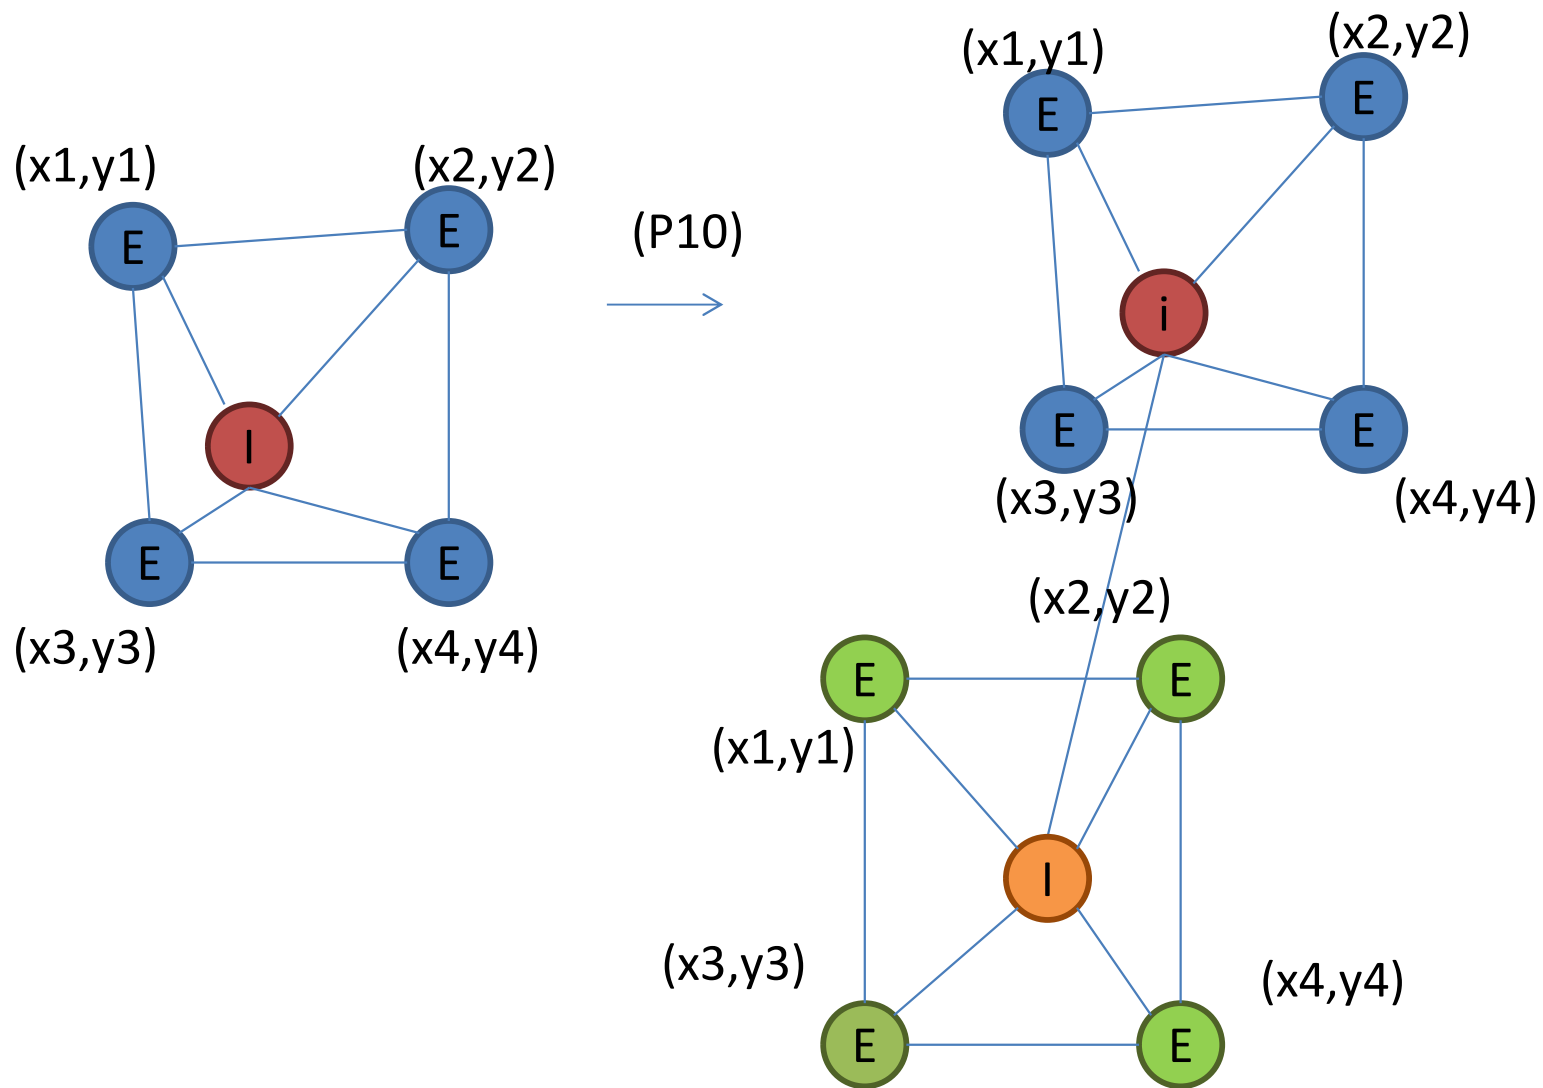 (x1,y1)
(x2,y2)
E
E
I
E
E
(x3,y3)
(x4,y4)
(P10)
(x1,y1)
(x2,y2)
E
E
i
E
E
(x3,y3)
(x4,y4)
(x2,y2)
E
E
(x1,y1)
I
(x3,y3)
(x4,y4)
E
E